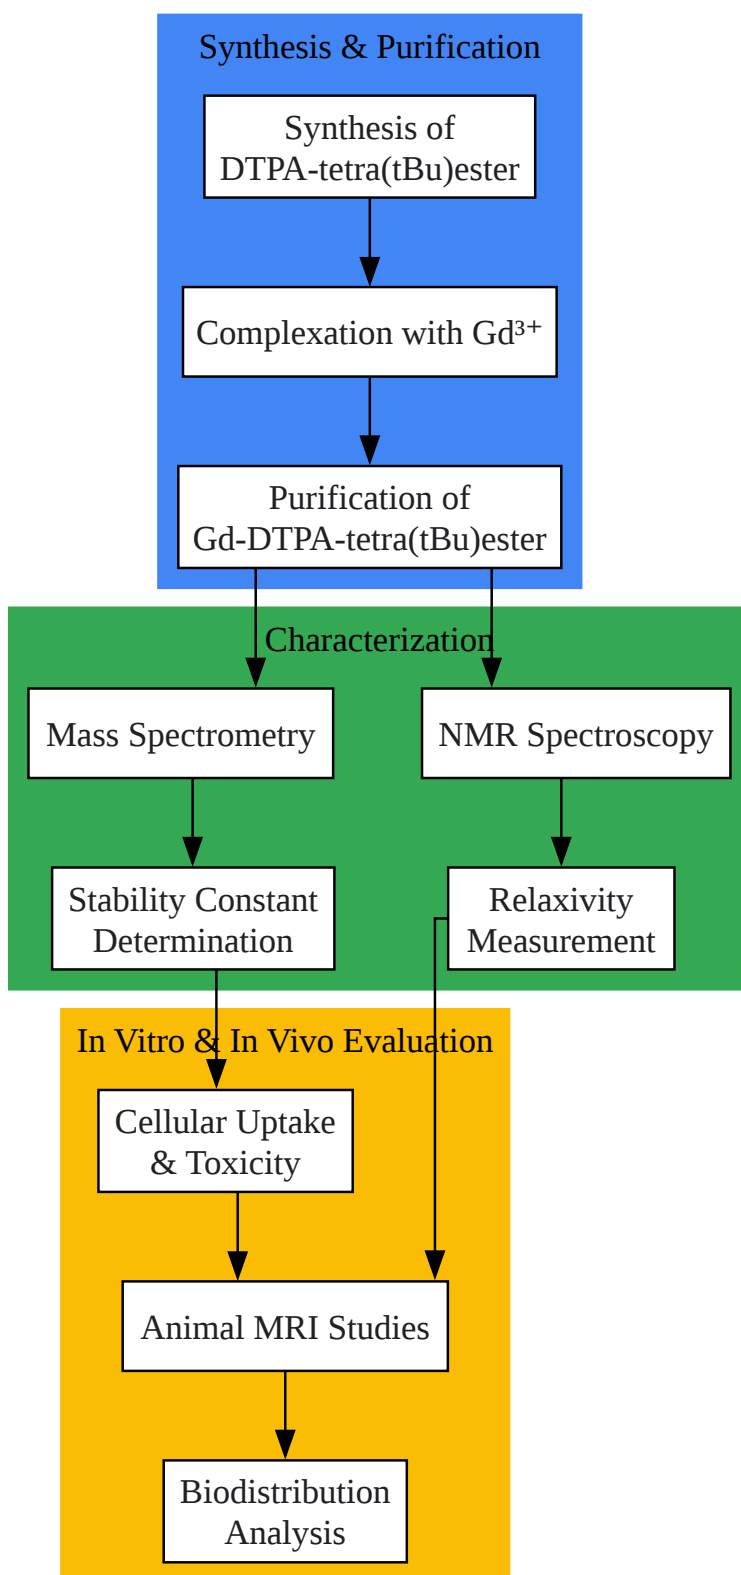 Synthesis & Purification
Synthesis of
DTPA-tetra(tBu)ester
Complexation with Gd³⁺
Purification of
Gd-DTPA-tetra(tBu)ester
Characterization
Mass Spectrometry
NMR Spectroscopy
Stability Constant
Determination
Relaxivity
Measurement
In Vitro & In Vivo Evaluation
Cellular Uptake
& Toxicity
Animal MRI Studies
Biodistribution
Analysis